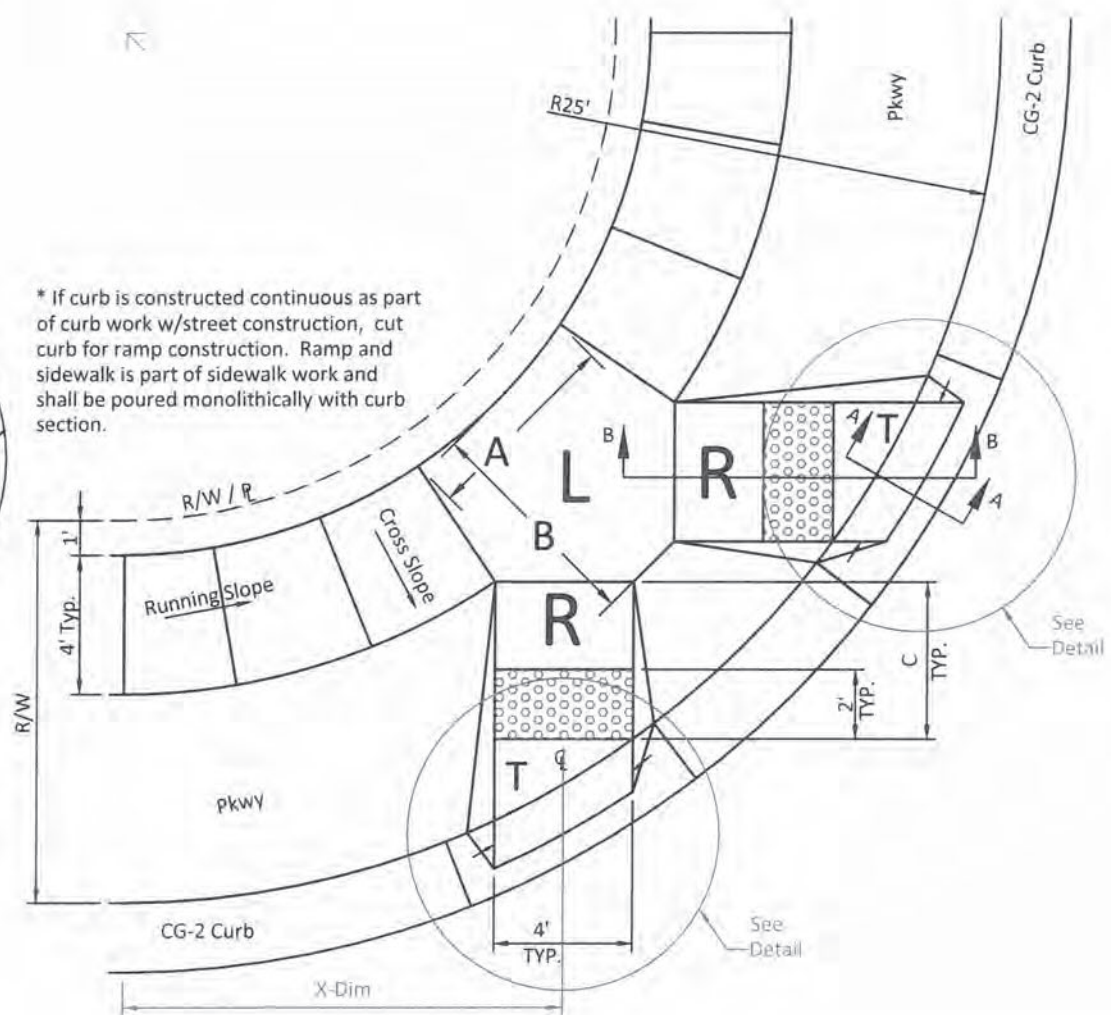 R25'
Pkwy
CG-2 Curb
* If curb is constructed continuous as part
of curb work w/street construction, cut
curb for ramp construction. Ramp and
sidewalk is part of sidewalk work and
shall be poured monolithically with curb
section.
R/W / ℙL
1'
4' Typ.
R/W
Running Slope
Cross Slope
A
B
L
B
R
A
T
B
A
See
Detail
R
C
TYP.
2'
TYP.
T
℄
Pkwy
CG-2 Curb
4'
TYP.
See
Detail
X-Dim